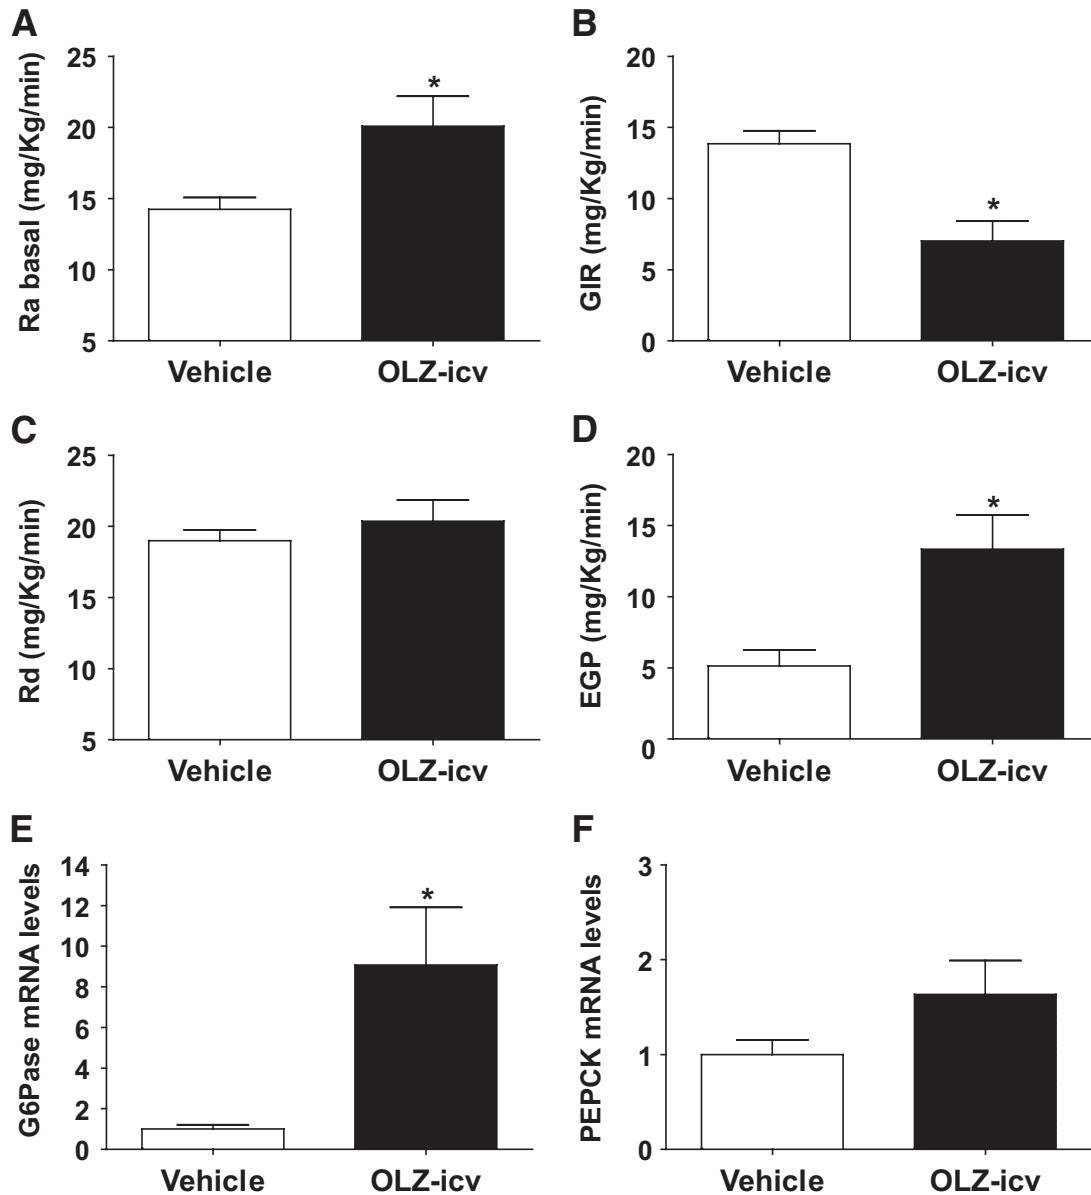 A
Ra basal (mg/Kg/min)
25
20
15
10
5
*
Vehicle
OLZ-icv
B
GIR (mg/Kg/min)
20
15
10
5
0
*
Vehicle
OLZ-icv
C
Rd (mg/Kg/min)
25
20
15
10
5
Vehicle
OLZ-icv
D
EGP (mg/Kg/min)
20
15
10
5
0
*
Vehicle
OLZ-icv
E
G6Pase mRNA levels
14
12
10
8
6
4
2
0
*
Vehicle
OLZ-icv
F
PEPCK mRNA levels
3
2
1
0
Vehicle
OLZ-icv